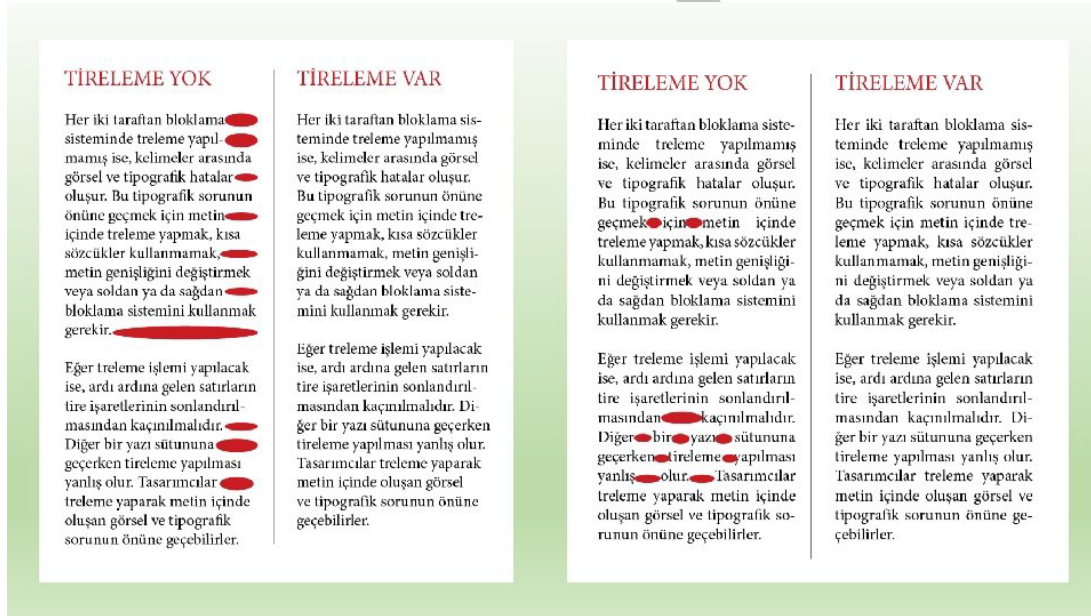 TİRELEME YOK
Her iki taraftan bloklama
sisteminde treleme yapıl-
mamış ise, kelimeler arasında
görsel ve tipografik hatalar
oluşur. Bu tipografik sorunun
önüne geçmek için metin
içinde treleme yapmak, kısa
sözcükler kullanmamak,
metin genişliğini değiştirmek
veya soldan ya da sağdan
bloklama sistemini kullanmak
gerekir.
Eğer treleme işlemi yapılacak
ise, ardı ardına gelen satırların
tire işaretlerinin sonlandırıl-
masından kaçınılmalıdır.
Diğer bir yazı sütununa
geçerken tireleme yapılması
yanlış olur. Tasarımcılar
treleme yaparak metin içinde
oluşan görsel ve tipografik
sorunun önüne geçebilirler.
TİRELEME VAR
Her iki taraftan bloklama sis-
teminde treleme yapılmamış
ise, kelimeler arasında görsel
ve tipografik hatalar oluşur.
Bu tipografik sorunun önüne
geçmek için metin içinde tre-
leme yapmak, kısa sözcükler
kullanmamak, metin genişli-
ğini değiştirmek veya soldan
ya da sağdan bloklama siste-
mini kullanmak gerekir.
Eğer treleme işlemi yapılacak
ise, ardı ardına gelen satırların
tire işaretlerinin sonlandırıl-
masından kaçınılmalıdır. Di-
ğer bir yazı sütununa geçerken
tireleme yapılması yanlış olur.
Tasarımcılar treleme yaparak
metin içinde oluşan görsel
ve tipografik sorunun önüne
geçebilirler.
TİRELEME YOK
Her iki taraftan bloklama siste-
minde treleme yapılmamış
ise, kelimeler arasında görsel
ve tipografik hatalar oluşur.
Bu tipografik sorunun önüne
geçmek için metin içinde
treleme yapmak, kısa sözcükler
kullanmamak, metin genişliği-
ni değiştirmek veya soldan ya
da sağdan bloklama sistemini
kullanmak gerekir.
Eğer treleme işlemi yapılacak
ise, ardı ardına gelen satırların
tire işaretlerinin sonlandırıl-
masından kaçınılmalıdır.
Diğer bir yazı sütununa
geçerken tireleme yapılması
yanlış olur. Tasarımcılar
treleme yaparak metin içinde
oluşan görsel ve tipografik so-
runun önüne geçebilirler.
TİRELEME VAR
Her iki taraftan bloklama sis-
teminde treleme yapılmamış
ise, kelimeler arasında görsel
ve tipografik hatalar oluşur.
Bu tipografik sorunun önüne
geçmek için metin içinde tre-
leme yapmak, kısa sözcükler
kullanmamak, metin genişliği-
ni değiştirmek veya soldan ya
da sağdan bloklama sistemini
kullanmak gerekir.
Eğer treleme işlemi yapılacak
ise, ardı ardına gelen satırların
tire işaretlerinin sonlandırıl-
masından kaçınılmalıdır. Di-
ğer bir yazı sütununa geçerken
tireleme yapılması yanlış olur.
Tasarımcılar treleme yaparak
metin içinde oluşan görsel ve
tipografik sorunun önüne ge-
çebilirler.